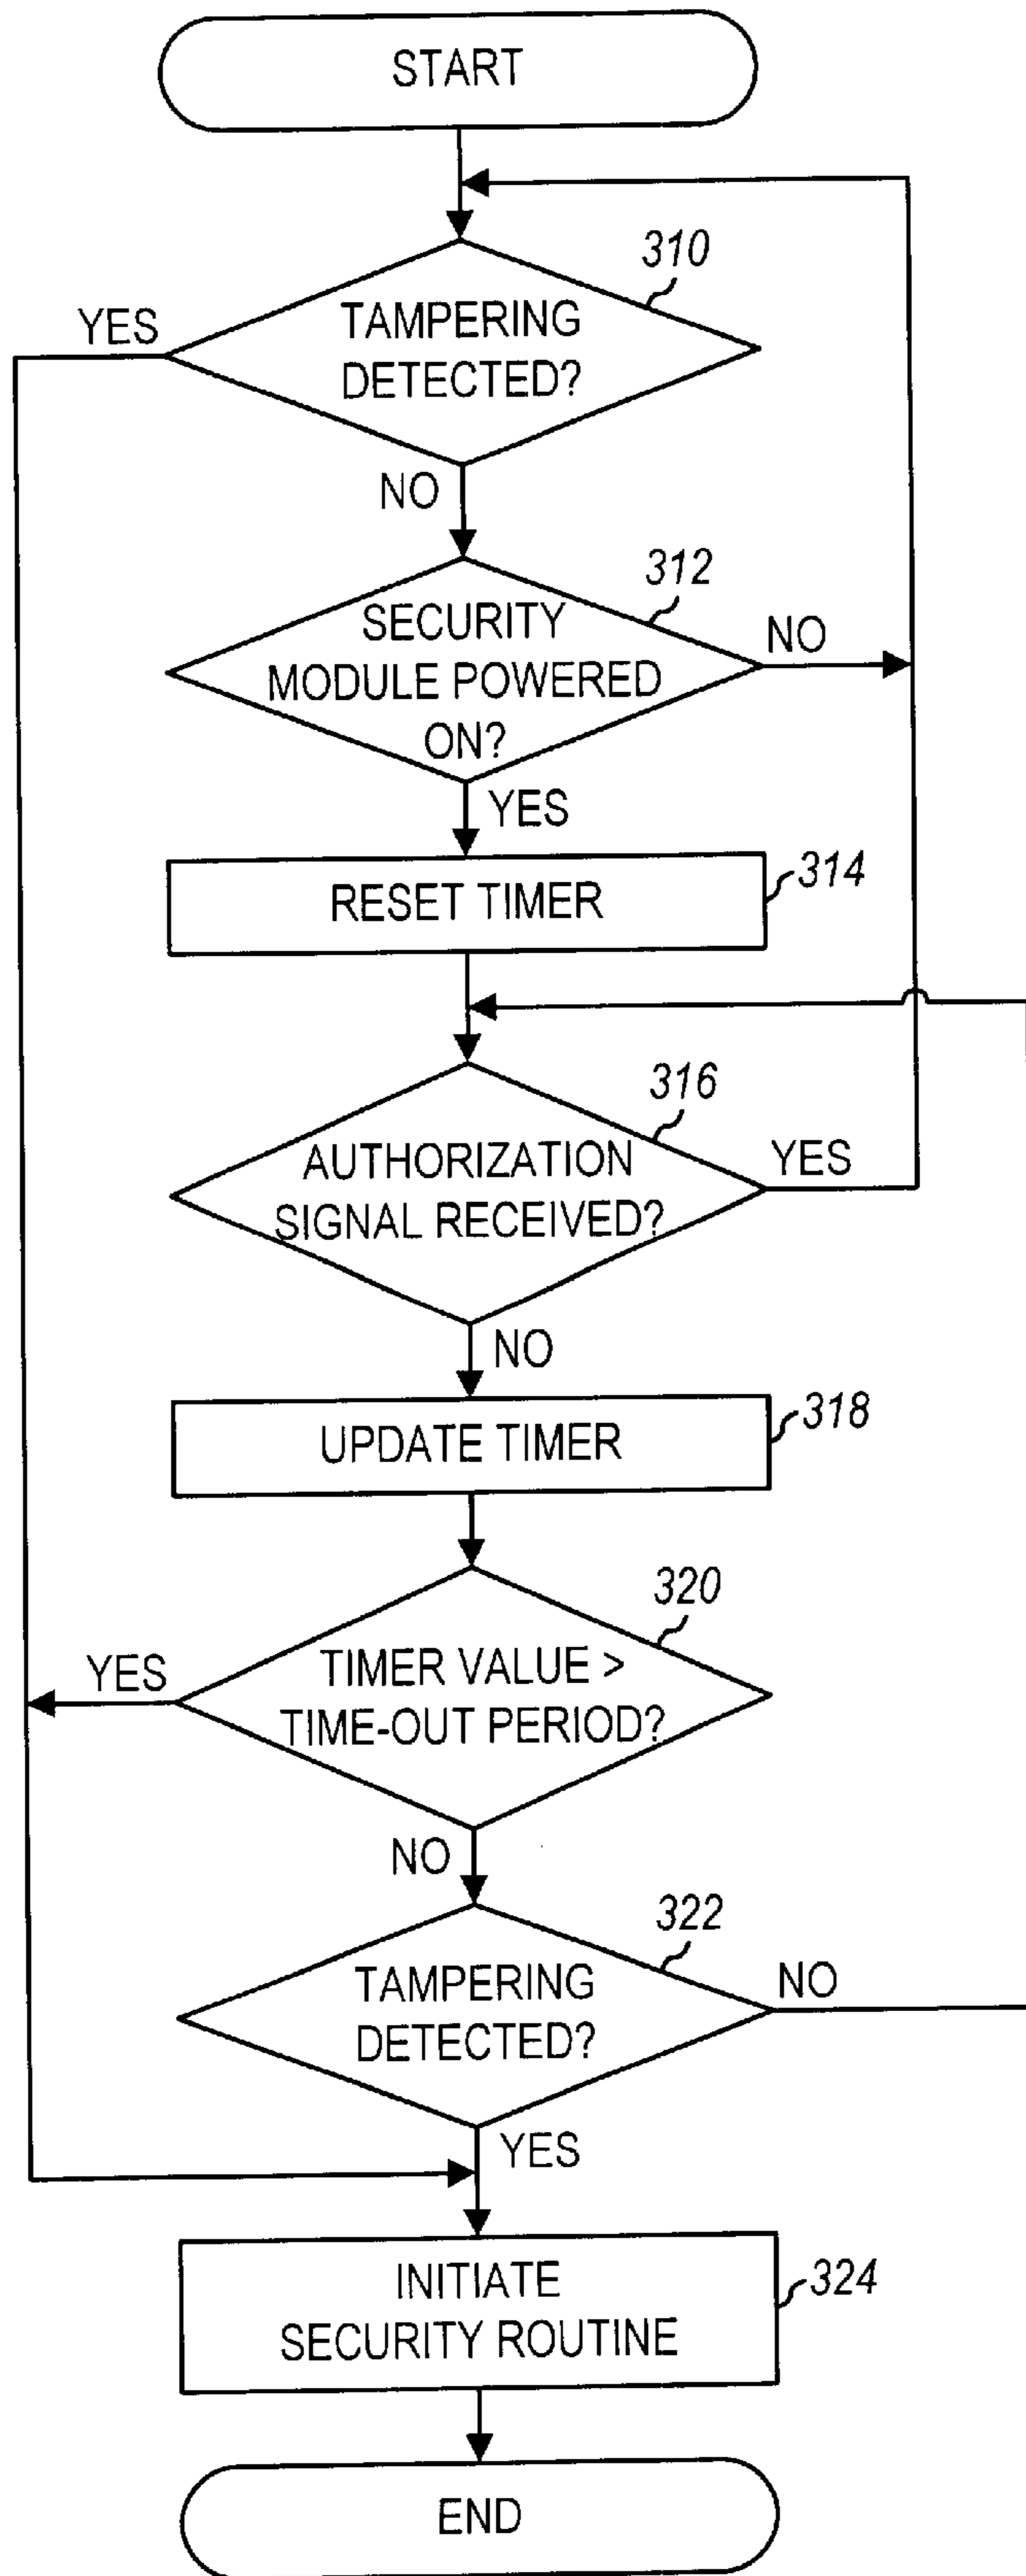 START
310
YES
TAMPERING
DETECTED?
NO
312
SECURITY
MODULE POWERED
ON?
NO
YES
RESET TIMER
314
316
AUTHORIZATION
SIGNAL RECEIVED?
YES
NO
UPDATE TIMER
318
320
YES
TIMER VALUE >
TIME-OUT PERIOD?
NO
322
TAMPERING
DETECTED?
NO
YES
INITIATE
SECURITY ROUTINE
324
END